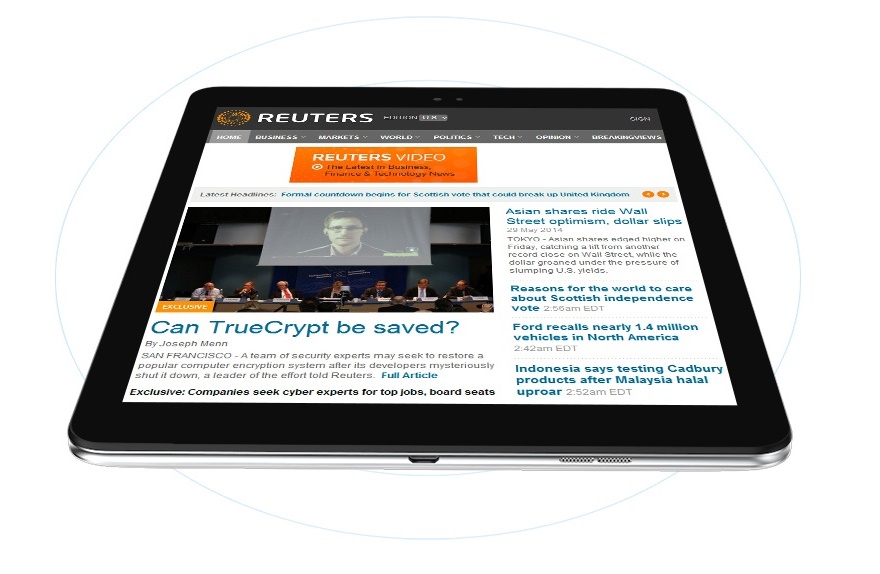 REUTERS EDITION: U.S. SIGN
HOME BUSINESS MARKETS WORLD POLITICS TECH OPINION BREAKINGVIEWS
REUTERS VIDEO
The Latest in Business,
Finance & Technology News
Latest Headlines: Formal countdown begins for Scottish vote that could break up United Kingdom
EXCLUSIVE
Can TrueCrypt be saved?
By Joseph Menn
SAN FRANCISCO - A team of security experts may seek to restore a
popular computer encryption system after its developers mysteriously
shut it down, a leader of the effort told Reuters. Full Article
Exclusive: Companies seek cyber experts for top jobs, board seats
Asian shares ride Wall
Street optimism, dollar slips
29 May 2014
TOKYO - Asian shares edged higher on
Friday, catching a lift from another
record close on Wall Street, while the
dollar groaned under the pressure of
slumping U.S. yields.
Reasons for the world to care
about Scottish independence
vote 2:56am EDT
Ford recalls nearly 1.4 million
vehicles in North America
2:42am EDT
Indonesia says testing Cadbury
products after Malaysia halal
uproar 2:52am EDT